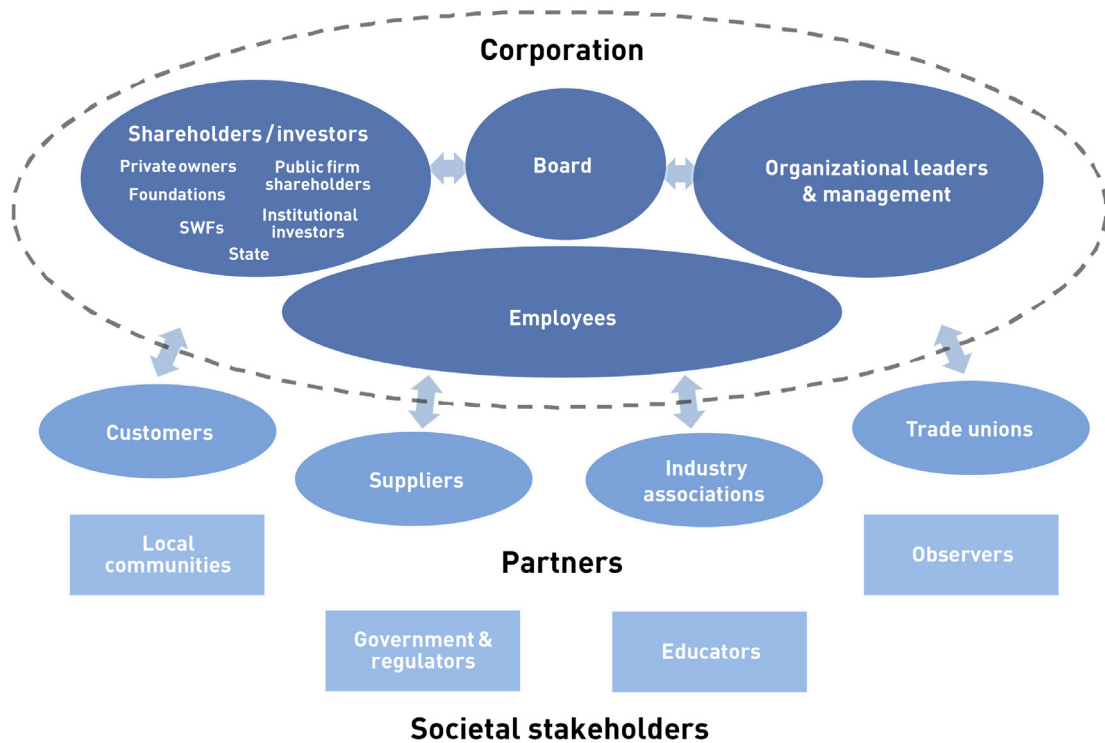 Corporation
Shareholders / investors
Private owners
Public firm
shareholders
Foundations
SWFs
Institutional
investors
State
Board
Organizational leaders
& management
Employees
Customers
Suppliers
Industry
associations
Trade unions
Partners
Local
communities
Government &
regulators
Educators
Observers
Societal stakeholders